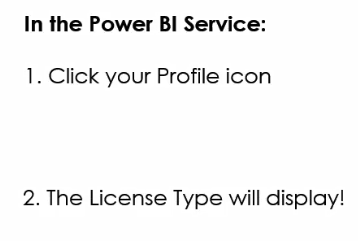 In the Power BI Service:
1. Click your Profile icon
2. The License Type will display!